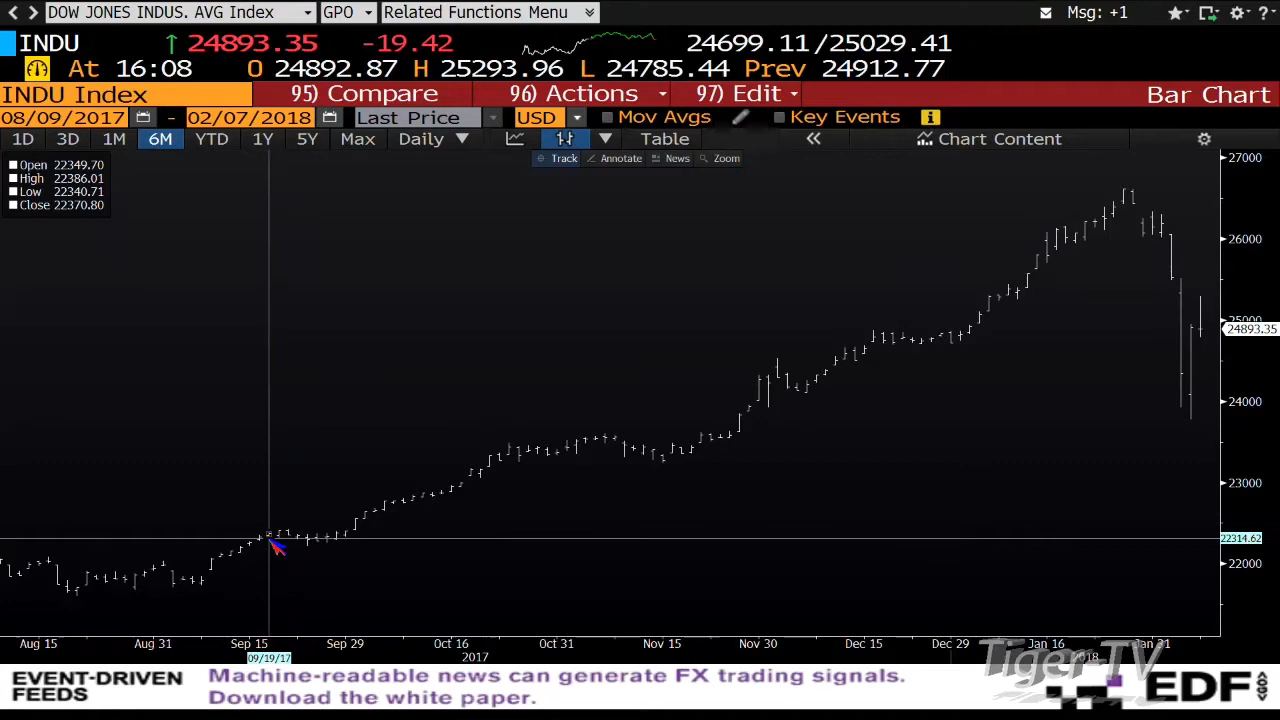 DOW JONES INDUS. AVG Index GPO Related Functions Menu Msg: +1 ?
INDU 24893.35 -19.42 24699.11/25029.41
At 16:08 O 24892.87 H 25293.96 L 24785.44 Prev 24912.77
INDU Index 95) Compare 96) Actions 97) Edit Bar Chart
08/09/2017 - 02/07/2018 Last Price USD Mov Avgs Key Events
1D 3D 1M 6M YTD 1Y 5Y Max Daily Table Chart Content
Track Annotate News Zoom
Open 22349.70
High 22386.01
Low 22340.71
Close 22370.80
27000
26000
25000
24893.35
24000
23000
22314.62
22000
Aug 15 Aug 31 Sep 15 Sep 29 Oct 16 Oct 31 Nov 15 Nov 30 Dec 15 Dec 29 Jan 16 Jan 31
09/19/17 2017 2018
Tiger TV
EVENT-DRIVEN
FEEDS
Machine-readable news can generate FX trading signals.
Download the white paper.
EDF